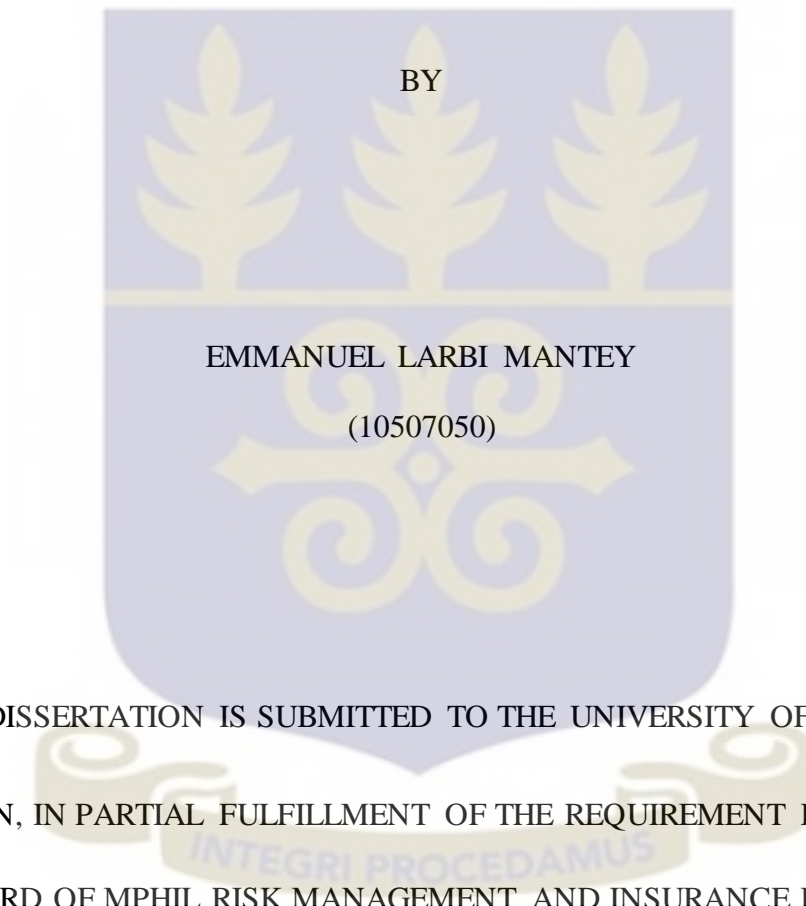 BY
EMMANUEL LARBI MANTEY
(10507050)
DISSERTATION IS SUBMITTED TO THE UNIVERSITY OF
IN PARTIAL FULFILLMENT OF THE REQUIREMENT
OF MPHIL RISK MANAGEMENT AND INSURANCE
INTEGRI PROCEDAMUS